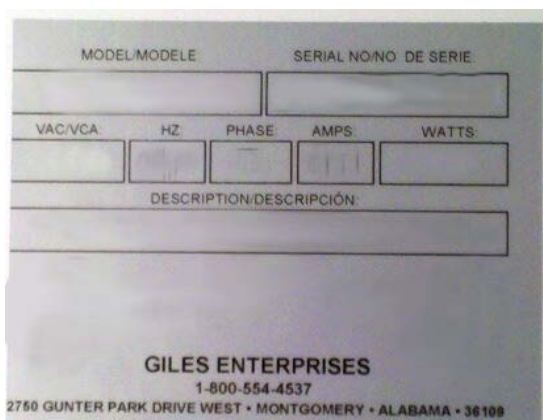 MODEL/MODELE SERIAL NO/NO DE SERIE:
VAC/VCA: HZ PHASE AMPS: WATTS:
DESCRIPTION/DESCRIPCIÓN:
GILES ENTERPRISES
1-800-554-4537
2750 GUNTER PARK DRIVE WEST • MONTGOMERY • ALABAMA • 36109